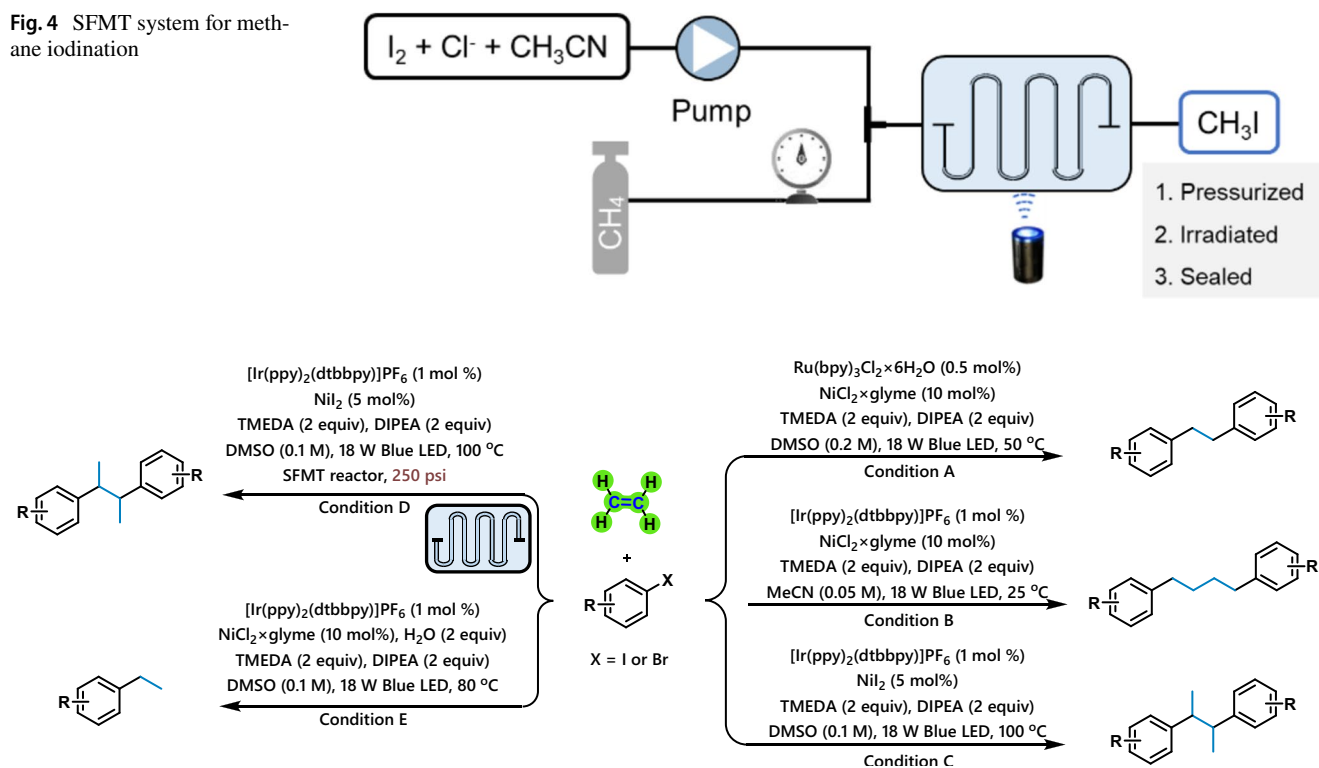 Fig. 4 SFMT system for meth-
ane iodination
I₂ + Cl⁻ + CH₃CN
Pump
CH₄
CH₃I
1. Pressurized
2. Irradiated
3. Sealed
[Ir(ppy)₂(dtbbpy)]PF₆ (1 mol %)
NiI₂ (5 mol%)
TMEDA (2 equiv), DIPEA (2 equiv)
DMSO (0.1 M), 18 W Blue LED, 100 °C
SFMT reactor, 250 psi
Condition D
R
R
[Ir(ppy)₂(dtbbpy)]PF₆ (1 mol %)
NiCl₂×glyme (10 mol%), H₂O (2 equiv)
TMEDA (2 equiv), DIPEA (2 equiv)
DMSO (0.1 M), 18 W Blue LED, 80 °C
Condition E
R
H H
C=C
H H
+
X
R
X = I or Br
Ru(bpy)₃Cl₂×6H₂O (0.5 mol%)
NiCl₂×glyme (10 mol%)
TMEDA (2 equiv), DIPEA (2 equiv)
DMSO (0.2 M), 18 W Blue LED, 50 °C
Condition A
R
R
[Ir(ppy)₂(dtbbpy)]PF₆ (1 mol %)
NiCl₂×glyme (10 mol%)
TMEDA (2 equiv), DIPEA (2 equiv)
MeCN (0.05 M), 18 W Blue LED, 25 °C
Condition B
R
R
[Ir(ppy)₂(dtbbpy)]PF₆ (1 mol %)
NiI₂ (5 mol%)
TMEDA (2 equiv), DIPEA (2 equiv)
DMSO (0.1 M), 18 W Blue LED, 100 °C
Condition C
R
R